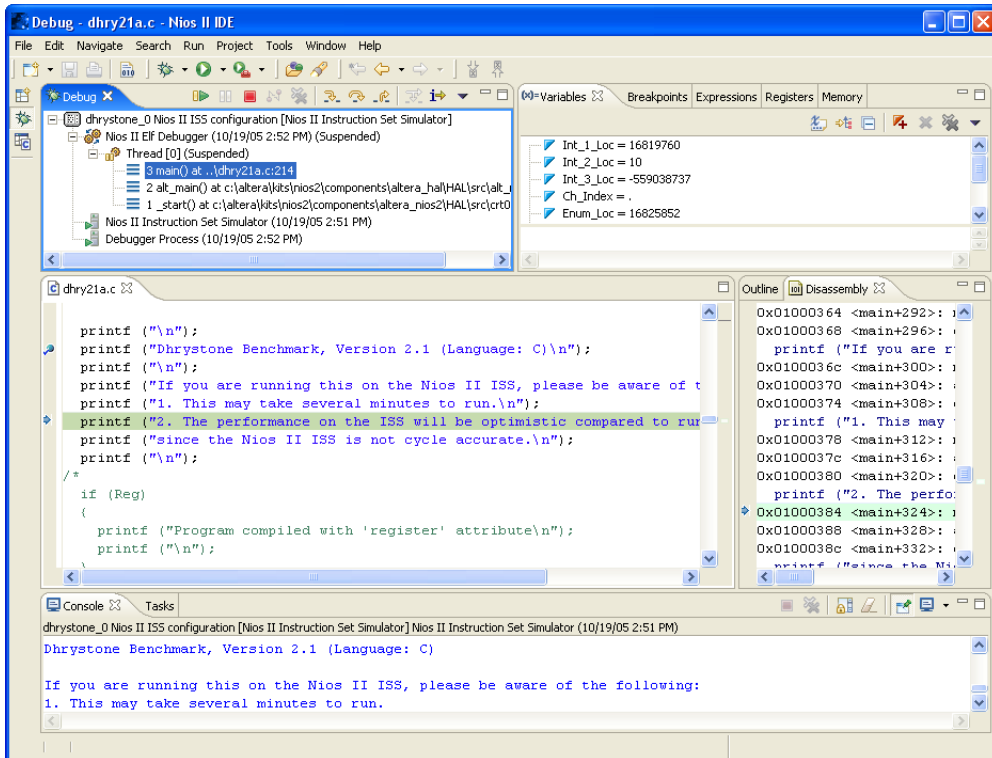 Debug - dhry21a.c - Nios II IDE
File Edit Navigate Search Run Project Tools Window Help
Debug
dhrystone_0 Nios II ISS configuration [Nios II Instruction Set Simulator]
Nios II Elf Debugger (10/19/05 2:52 PM) (Suspended)
Thread [0] (Suspended)
3 main() at ..\dhry21a.c:214
2 alt_main() at c:\altera\kits\nios2\components\altera_hal\HAL\src\alt_
1 _start() at c:\altera\kits\nios2\components\altera_nios2\HAL\src\crt0
Nios II Instruction Set Simulator (10/19/05 2:51 PM)
Debugger Process (10/19/05 2:52 PM)
(x)= Variables Breakpoints Expressions Registers Memory
Int_1_Loc = 16819760
Int_2_Loc = 10
Int_3_Loc = -559038737
Ch_Index = .
Enum_Loc = 16825852
dhry21a.c
printf ("\n");
printf ("Dhrystone Benchmark, Version 2.1 (Language: C)\n");
printf ("\n");
printf ("If you are running this on the Nios II ISS, please be aware of t
printf ("1. This may take several minutes to run.\n");
printf ("2. The performance on the ISS will be optimistic compared to run
printf ("since the Nios II ISS is not cycle accurate.\n");
printf ("\n");
/*
if (Reg)
{
printf ("Program compiled with 'register' attribute\n");
printf ("\n");
Outline Disassembly
0x01000364 <main+292>:
0x01000368 <main+296>:
printf ("If you are r
0x0100036c <main+300>:
0x01000370 <main+304>:
0x01000374 <main+308>:
printf ("1. This may
0x01000378 <main+312>:
0x0100037c <main+316>:
0x01000380 <main+320>:
printf ("2. The perfo
0x01000384 <main+324>:
0x01000388 <main+328>:
0x0100038c <main+332>:
printf ("since the Ni
Console Tasks
dhrystone_0 Nios II ISS configuration [Nios II Instruction Set Simulator] Nios II Instruction Set Simulator (10/19/05 2:51 PM)
Dhrystone Benchmark, Version 2.1 (Language: C)
If you are running this on the Nios II ISS, please be aware of the following:
1. This may take several minutes to run.